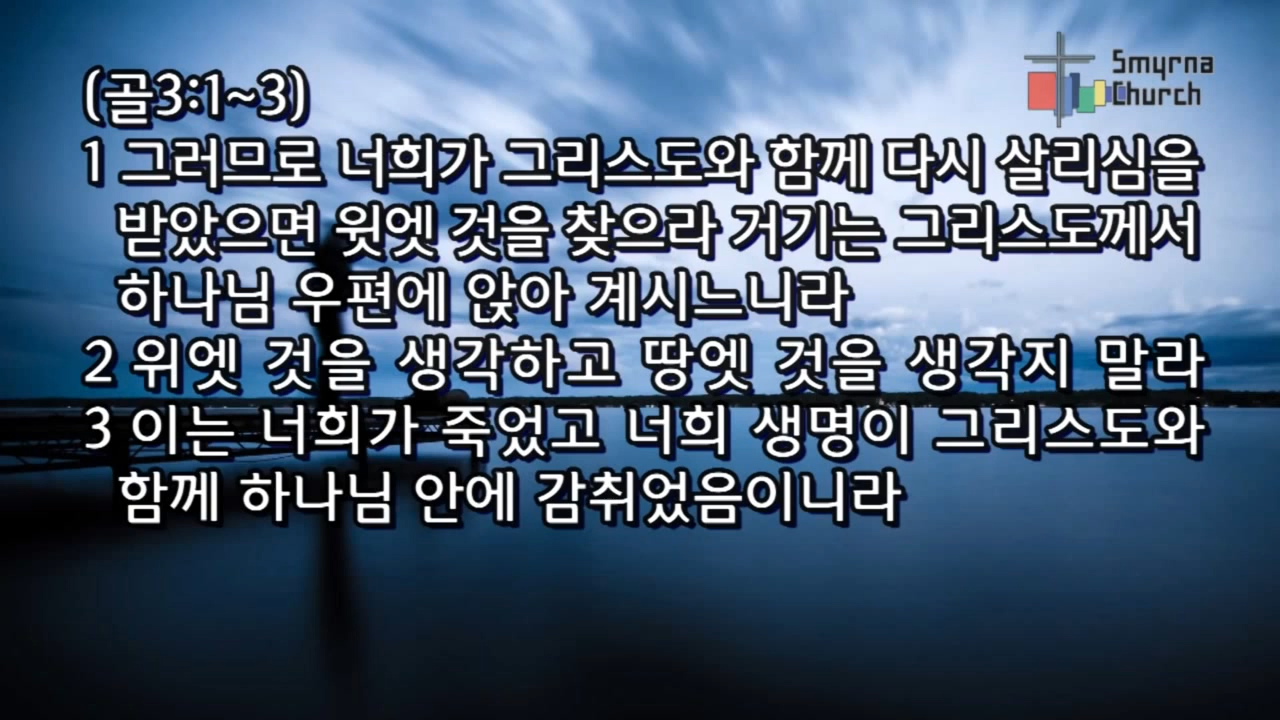 Smyrna
Church
(골3:1~3)
1 그러므로 너희가 그리스도와 함께 다시 살리심을
받았으면 윗엣 것을 찾으라 거기는 그리스도께서
하나님 우편에 앉아 계시느니라
2 위엣 것을 생각하고 땅엣 것을 생각지 말라
3 이는 너희가 죽었고 너희 생명이 그리스도와
함께 하나님 안에 감취었음이니라